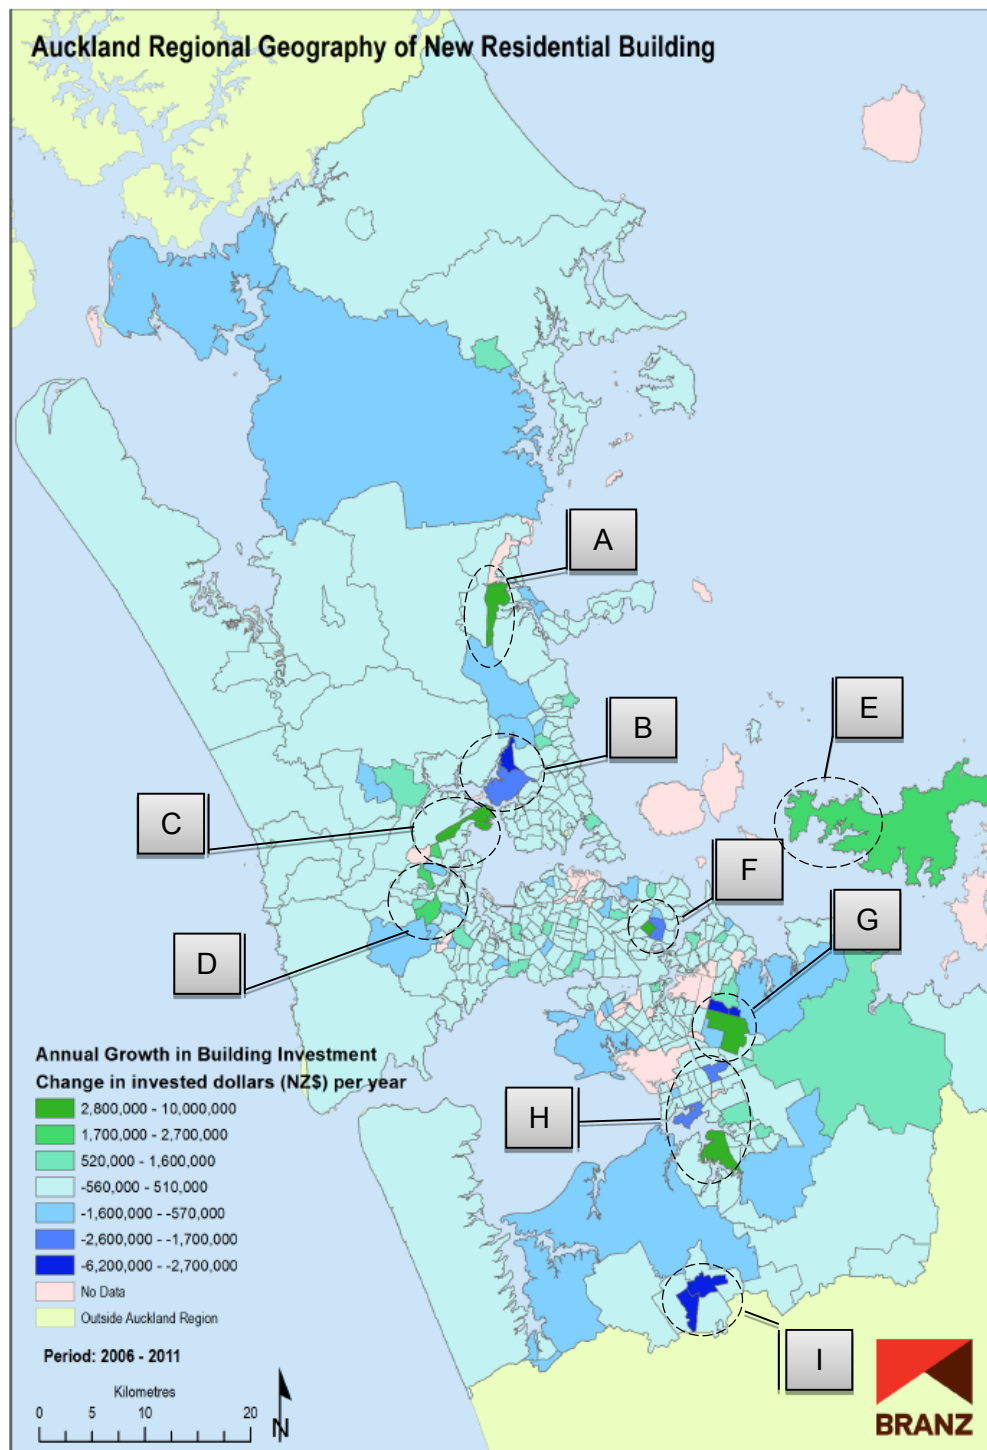 Auckland Regional Geography of New Residential Building
A
B
E
C
F
G
D
H
I
Annual Growth in Building Investment
Change in invested dollars (NZ$) per year
2,800,000 - 10,000,000
1,700,000 - 2,700,000
520,000 - 1,600,000
-560,000 - 510,000
-1,600,000 - -570,000
-2,600,000 - -1,700,000
-6,200,000 - -2,700,000
No Data
Outside Auckland Region
Period: 2006 - 2011
Kilometres
0 5 10 20
N
BRANZ